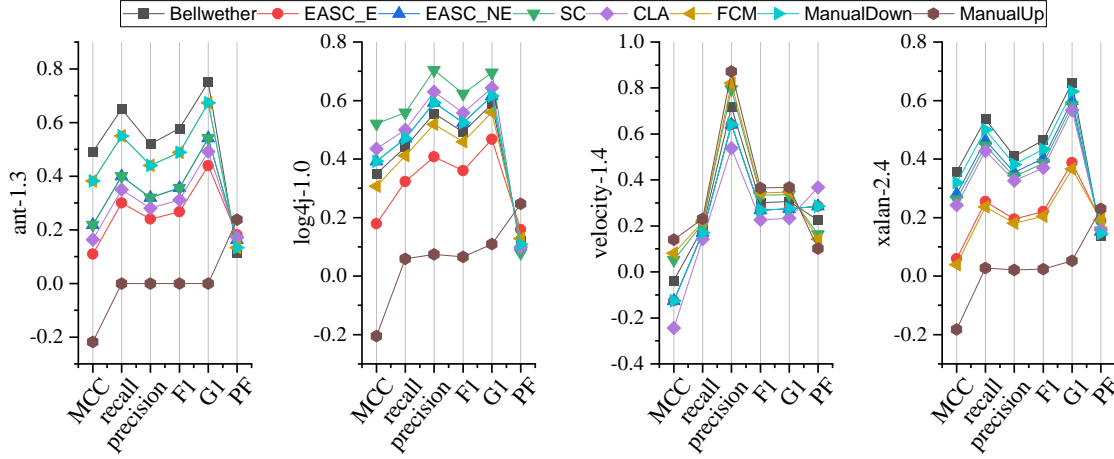 Bellwether EASC_E EASC_NE SC CLA FCM ManualDown ManualUp
ant-1.3
0.8
0.6
0.4
0.2
0.0
-0.2
MCC recall precision F1 G1 PF
log4j-1.0
0.8
0.6
0.4
0.2
0.0
-0.2
MCC recall precision F1 G1 PF
velocity-1.4
1.0
0.8
0.6
0.4
0.2
0.0
-0.2
-0.4
MCC recall precision F1 G1 PF
xalan-2.4
0.8
0.6
0.4
0.2
0.0
-0.2
MCC recall precision F1 G1 PF